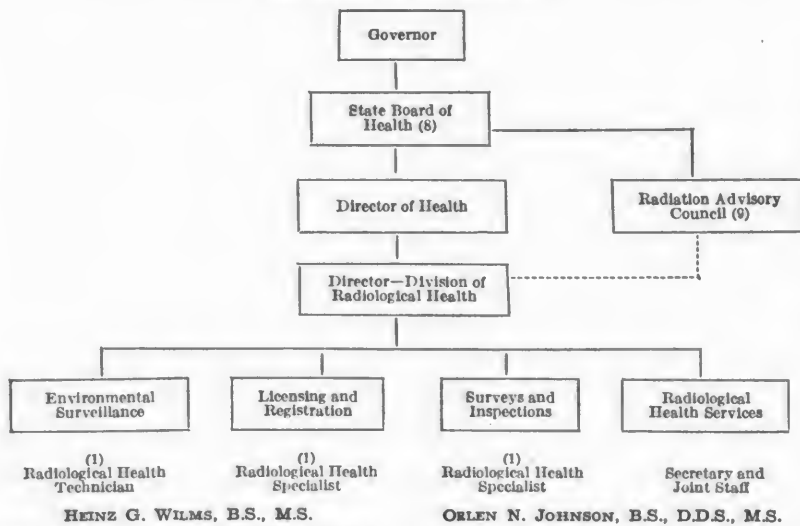 Governor
State Board of
Health (8)
Director of Health
Radiation Advisory
Council (9)
Director—Division of
Radiological Health
Environmental
Surveillance
Licensing and
Registration
Surveys and
Inspections
Radiological
Health Services
(1)
Radiological Health
Technician
(1)
Radiological Health
Specialist
(1)
Radiological Health
Specialist
Secretary and
Joint Staff
HEINZ G. WILMS, B.S., M.S.
ORLEN N. JOHNSON, B.S., D.D.S., M.S.